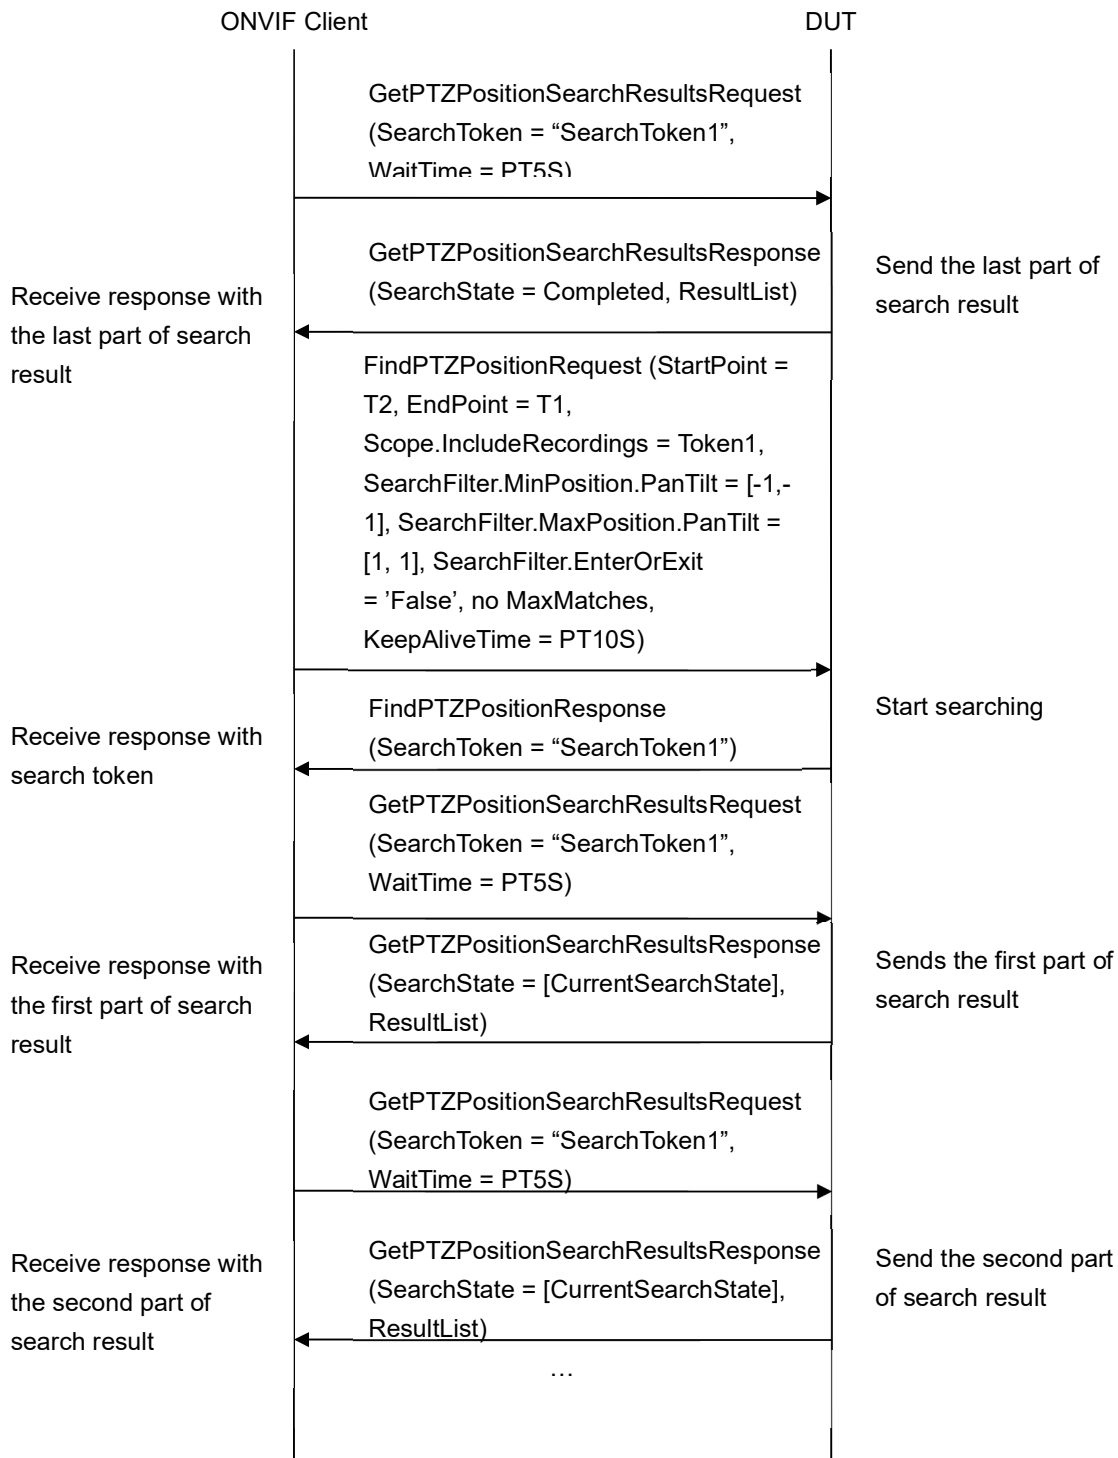 ONVIF Client
DUT
GetPTZPositionSearchResultsRequest
(SearchToken = “SearchToken1”,
WaitTime = PT5S)
GetPTZPositionSearchResultsResponse
(SearchState = Completed, ResultList)
Send the last part of
search result
Receive response with
the last part of search
result
FindPTZPositionRequest (StartPoint =
T2, EndPoint = T1,
Scope.IncludeRecordings = Token1,
SearchFilter.MinPosition.PanTilt = [-1,-
1], SearchFilter.MaxPosition.PanTilt =
[1, 1], SearchFilter.EnterOrExit
= ’False’, no MaxMatches,
KeepAliveTime = PT10S)
Start searching
FindPTZPositionResponse
(SearchToken = “SearchToken1”)
Receive response with
search token
GetPTZPositionSearchResultsRequest
(SearchToken = “SearchToken1”,
WaitTime = PT5S)
GetPTZPositionSearchResultsResponse
(SearchState = [CurrentSearchState],
ResultList)
Sends the first part of
search result
Receive response with
the first part of search
result
GetPTZPositionSearchResultsRequest
(SearchToken = “SearchToken1”,
WaitTime = PT5S)
GetPTZPositionSearchResultsResponse
(SearchState = [CurrentSearchState],
ResultList)
Send the second part
of search result
Receive response with
the second part of
search result
…